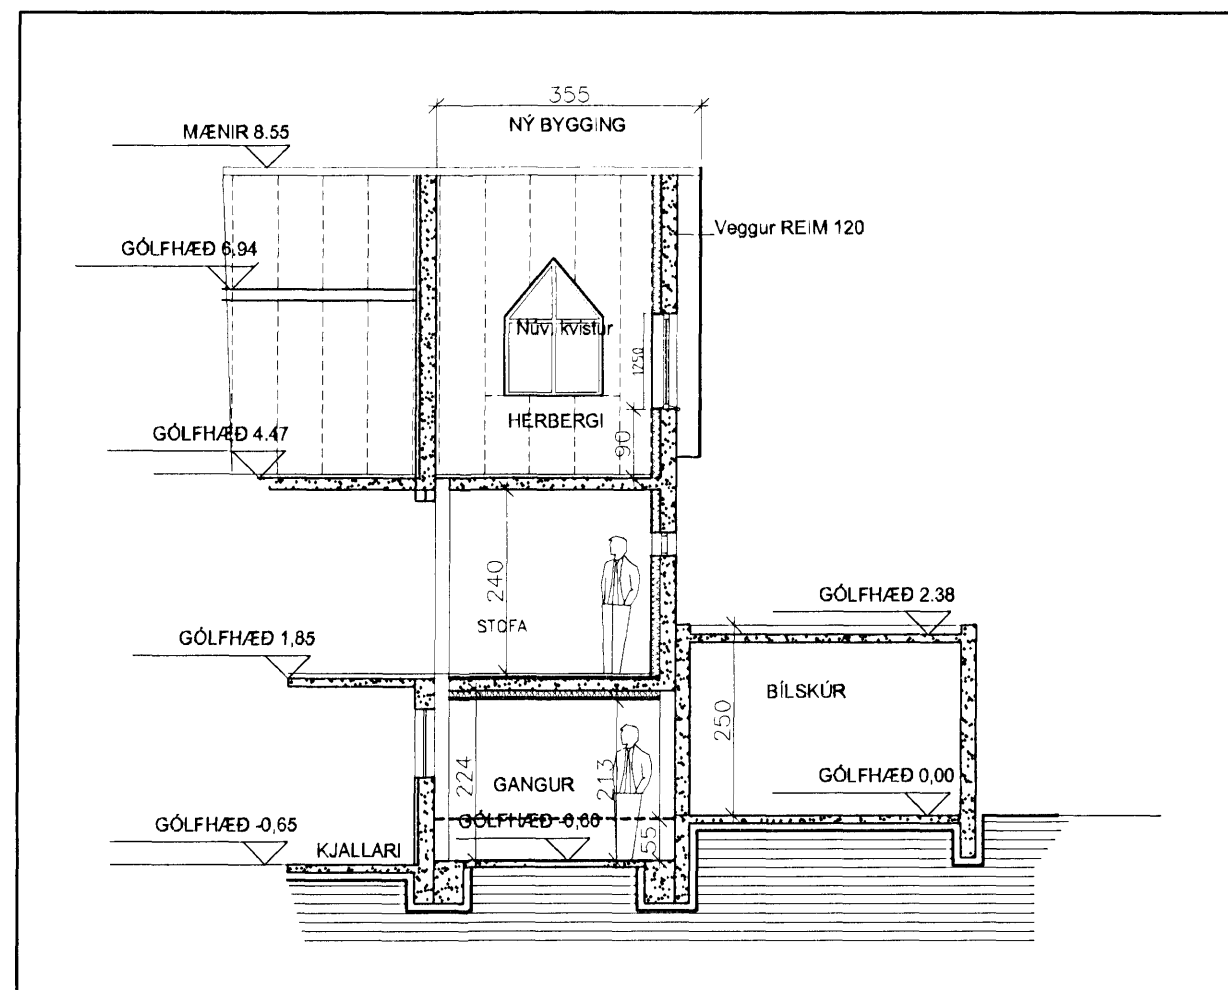 355
NÝ BYGGING
MÆNIR 8.55
Veggur REIM 120
GÓLFHÆÐ 6.94
Núv. kvistur
1250
HERBERGI
GÓLFHÆÐ 4.47
90
240
GÓLFHÆÐ 2.38
STOFA
GÓLFHÆÐ 1,85
BÍLSKÚR
250
GÓLFHÆÐ 0,00
224
GANGUR
213
GÓLFHÆÐ -0,60
GÓLFHÆÐ -0,65
55
KJALLARI